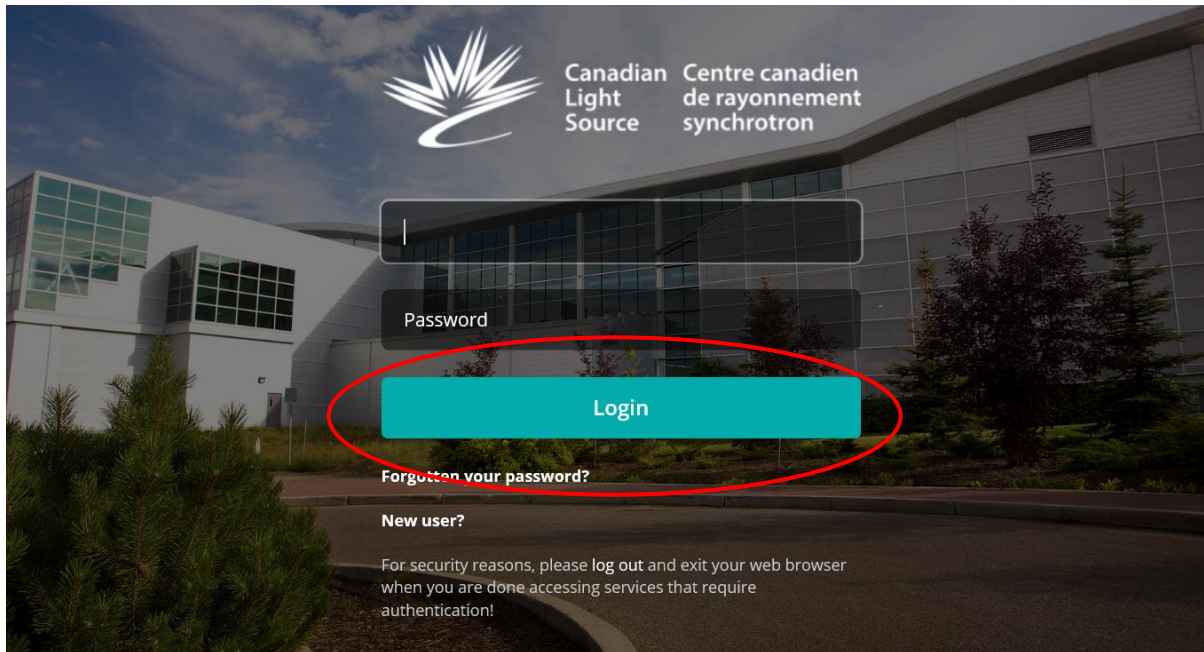 Canadian Light Source
Centre canadien de rayonnement synchrotron
Password
Login
Forgotten your password?
New user?
For security reasons, please log out and exit your web browser
when you are done accessing services that require
authentication!